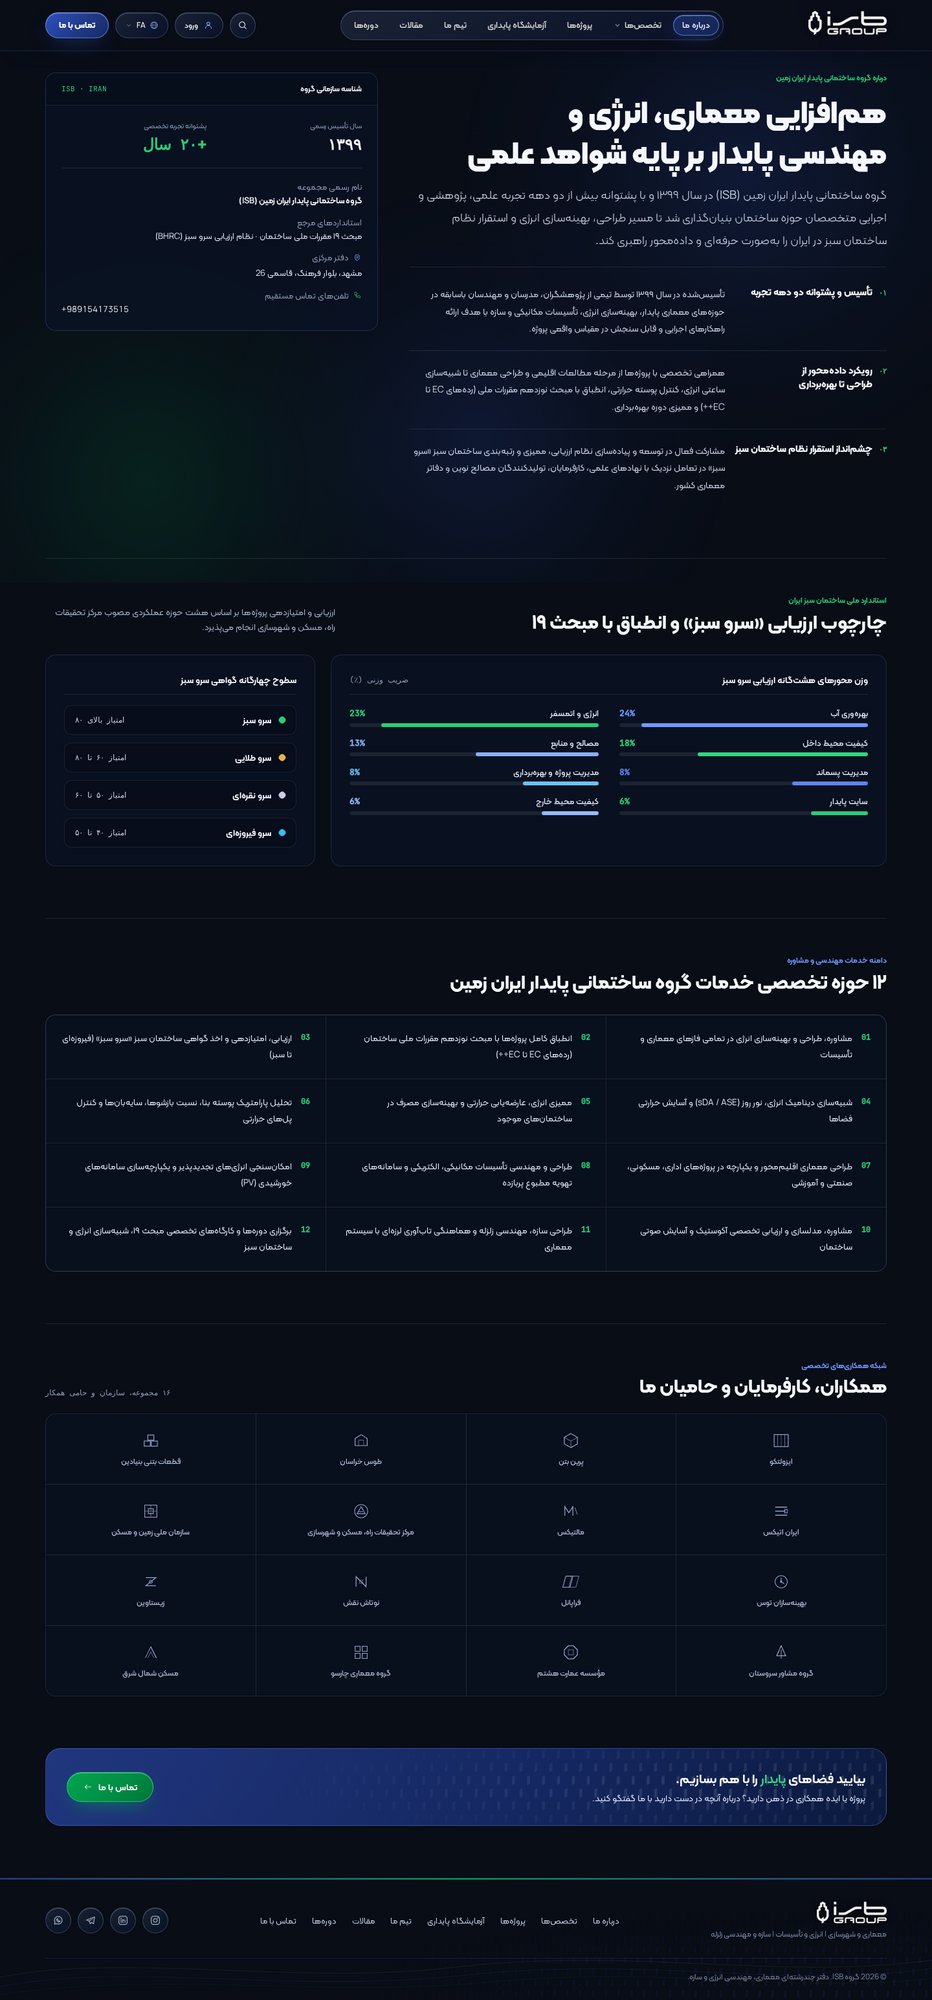 isb GROUP
درباره ما
تخصص‌ها
پروژه‌ها
آزمایشگاه پایداری
تیم ما
مقالات
دوره‌ها
ورود
FA
تماس با ما
درباره گروه ساختمانی پایدار ایران زمین
هم‌افزایی معماری، انرژی و
مهندسی پایدار بر پایه شواهد علمی
گروه ساختمانی پایدار ایران زمین (ISB) در سال ۱۳۹۹ و با پشتوانه بیش از دو دهه تجربه علمی، پژوهشی و
اجرایی متخصصان حوزه ساختمان بنیان‌گذاری شد تا مسیر طراحی، بهینه‌سازی انرژی و استقرار نظام
ساختمان سبز در ایران را به‌صورت حرفه‌ای و داده‌محور راهبری کند.
۰۱
تأسیس و پشتوانه دو دهه تجربه
تأسیس‌شده در سال ۱۳۹۹ توسط تیمی از پژوهشگران، مدرسان و مهندسان باسابقه در
حوزه‌های معماری پایدار، بهینه‌سازی انرژی، تأسیسات مکانیکی و سازه با هدف ارائه
راهکارهای اجرایی و قابل سنجش در مقیاس واقعی پروژه.
۰۲
رویکرد داده‌محور از
طراحی تا بهره‌برداری
همراهی تخصصی با پروژه‌ها از مرحله مطالعات اقلیمی و طراحی معماری تا شبیه‌سازی
ساعتی انرژی، کنترل پوسته حرارتی، انطباق با مبحث نوزدهم مقررات ملی (رده‌های EC تا
EC++) و ممیزی دوره بهره‌برداری.
۰۳
چشم‌انداز استقرار نظام ساختمان سبز
مشارکت فعال در توسعه و پیاده‌سازی نظام ارزیابی، ممیزی و رتبه‌بندی ساختمان سبز «سرو
سبز» در تعامل نزدیک با نهادهای علمی، کارفرمایان، تولیدکنندگان مصالح نوین و دفاتر
معماری کشور.
شناسه سازمانی گروه
ISB · IRAN
سال تأسیس رسمی
۱۳۹۹
پشتوانه تجربه تخصصی
+۲۰ سال
نام رسمی مجموعه
گروه ساختمانی پایدار ایران زمین (ISB)
استانداردهای مرجع
مبحث ۱۹ مقررات ملی ساختمان · نظام ارزیابی سرو سبز (BHRC)
دفتر مرکزی
مشهد، بلوار فرهنگ، قاسمی 26
تلفن‌های تماس مستقیم
+989154173515
استاندارد ملی ساختمان سبز ایران
چارچوب ارزیابی «سرو سبز» و انطباق با مبحث ۱۹
ارزیابی و امتیازدهی پروژه‌ها بر اساس هشت حوزه عملکردی مصوب مرکز تحقیقات
راه، مسکن و شهرسازی انجام می‌پذیرد.
وزن محورهای هشت‌گانه ارزیابی سرو سبز
ضریب وزنی (٪)
بهره‌وری آب
24%
انرژی و اتمسفر
23%
کیفیت محیط داخل
18%
مصالح و منابع
13%
مدیریت پسماند
8%
مدیریت پروژه و بهره‌برداری
8%
سایت پایدار
6%
کیفیت محیط خارج
6%
سطوح چهارگانه گواهی سرو سبز
سرو سبز
امتیاز بالای ۸۰
سرو طلایی
امتیاز ۶۰ تا ۸۰
سرو نقره‌ای
امتیاز ۵۰ تا ۶۰
سرو فیروزه‌ای
امتیاز ۴۰ تا ۵۰
دامنه خدمات مهندسی و مشاوره
۱۲ حوزه تخصصی خدمات گروه ساختمانی پایدار ایران زمین
01
مشاوره، طراحی و بهینه‌سازی انرژی در تمامی فازهای معماری و
تأسیسات
02
انطباق کامل پروژه‌ها با مبحث نوزدهم مقررات ملی ساختمان
(رده‌های EC تا EC++)
03
ارزیابی، امتیازدهی و اخذ گواهی ساختمان سبز «سرو سبز» (فیروزه‌ای
تا سبز)
04
شبیه‌سازی دینامیک انرژی، نور روز (sDA / ASE) و آسایش حرارتی
فضاها
05
ممیزی انرژی، عارضه‌یابی حرارتی و بهینه‌سازی مصرف در
ساختمان‌های موجود
06
تحلیل پارامتریک پوسته بنا، نسبت بازشوها، سایه‌بان‌ها و کنترل
پل‌های حرارتی
07
طراحی معماری اقلیم‌محور و یکپارچه در پروژه‌های اداری، مسکونی،
صنعتی و آموزشی
08
طراحی و مهندسی تأسیسات مکانیکی، الکتریکی و سامانه‌های
تهویه مطبوع پربازده
09
امکان‌سنجی انرژی‌های تجدیدپذیر و یکپارچه‌سازی سامانه‌های
خورشیدی (PV)
10
مشاوره، مدلسازی و ارزیابی تخصصی آکوستیک و آسایش صوتی
ساختمان
11
طراحی سازه، مهندسی زلزله و هماهنگی تاب‌آوری لرزه‌ای با سیستم
معماری
12
برگزاری دوره‌ها و کارگاه‌های تخصصی مبحث ۱۹، شبیه‌سازی انرژی و
ساختمان سبز
شبکه همکاری‌های تخصصی
همکاران، کارفرمایان و حامیان ما
۱۶ مجموعه، سازمان و حامی همکار
ایزولتکو
پرین بتن
طوس خراسان
قطعات بتنی بنیادین
ایران اتیکس
مالتیکس
مرکز تحقیقات راه، مسکن و شهرسازی
سازمان ملی زمین و مسکن
بهینه‌سازان توس
فراپانل
نوتاش نقش
زیستاوین
گروه مشاور سروستان
مؤسسه عمارت هشتم
گروه معماری چارسو
مسکن شمال شرق
بیایید فضاهای پایدار را با هم بسازیم.
پروژه یا ایده همکاری در ذهن دارید؟ درباره آنچه در دست دارید با ما گفتگو کنید.
تماس با ما
isb GROUP
معماری و شهرسازی | انرژی و تأسیسات | سازه و مهندسی زلزله
درباره ما
تخصص‌ها
پروژه‌ها
آزمایشگاه پایداری
تیم ما
مقالات
دوره‌ها
تماس با ما
© 2026 گروه ISB. دفتر چندرشته‌ای معماری، مهندسی انرژی و سازه.